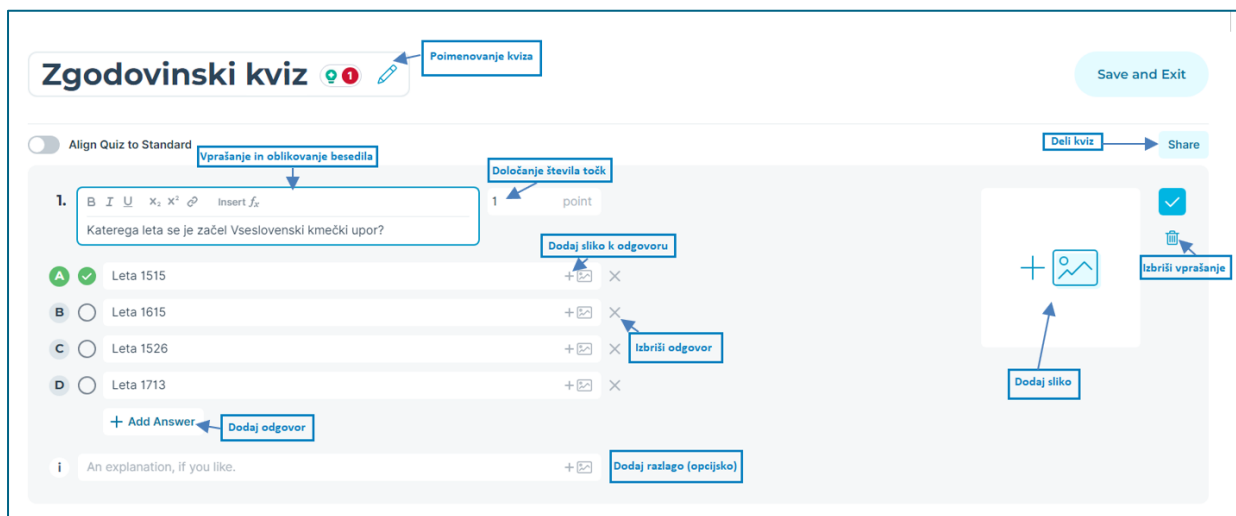 Poimenovanje kviza
Zgodovinski kviz 1
Save and Exit
Align Quiz to Standard
Deli kviz
Share
Vprašanje in oblikovanje besedila
Določanje števila točk
1.
B I U X₂ X² Insert fx
1 point
Katerega leta se je začel Vseslovenski kmečki upor?
Dodaj sliko k odgovoru
Izbriši vprašanje
A Leta 1515
B Leta 1615
Izbriši odgovor
C Leta 1526
D Leta 1713
Dodaj sliko
+ Add Answer
Dodaj odgovor
i An explanation, if you like.
Dodaj razlago (opcijsko)